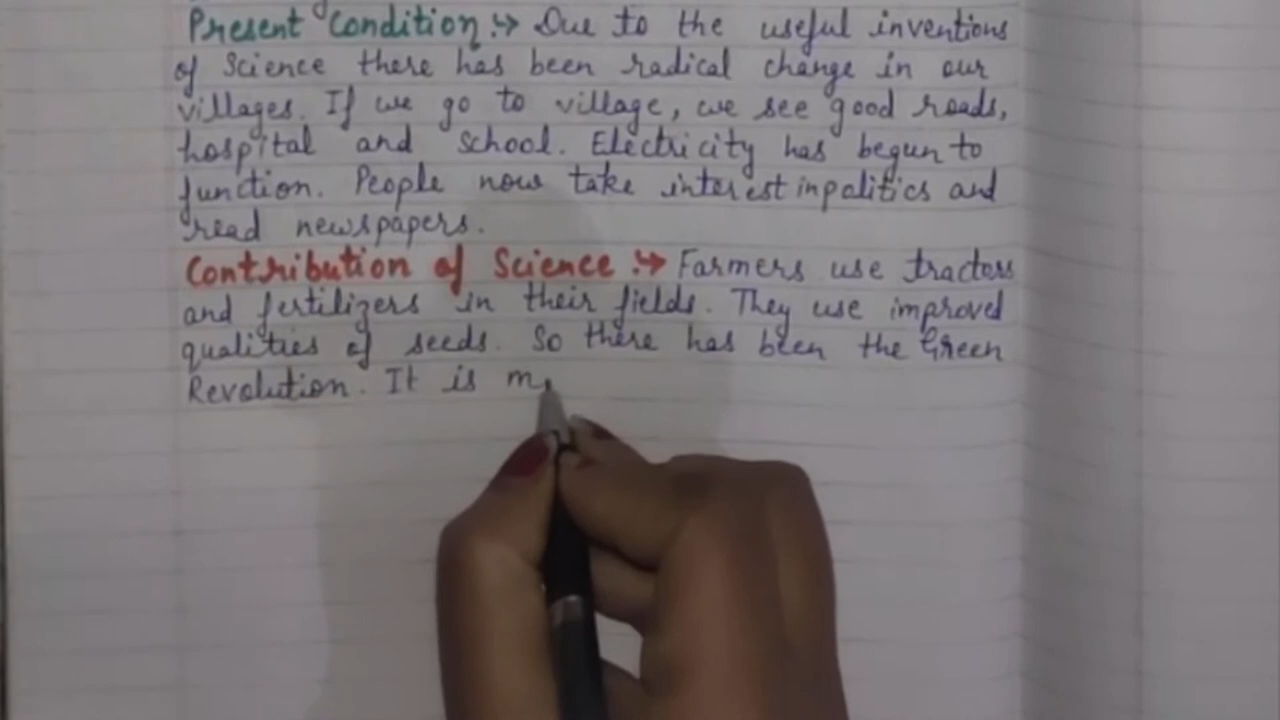 Present Condition :→ Due to the useful inventions
of Science there has been radical change in our
villages. If we go to village, we see good roads,
hospital and school. Electricity has begun to
function. People now take interest in politics and
read newspapers.
Contribution of Science :→ Farmers use tractors
and fertilizers in their fields. They use improved
qualities of seeds. So there has been the Green
Revolution. It is m